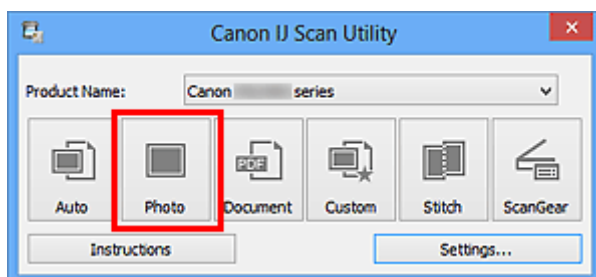 Canon IJ Scan Utility
Product Name: Canon series
PDF
Auto Photo Document Custom Stitch ScanGear
Instructions Settings...